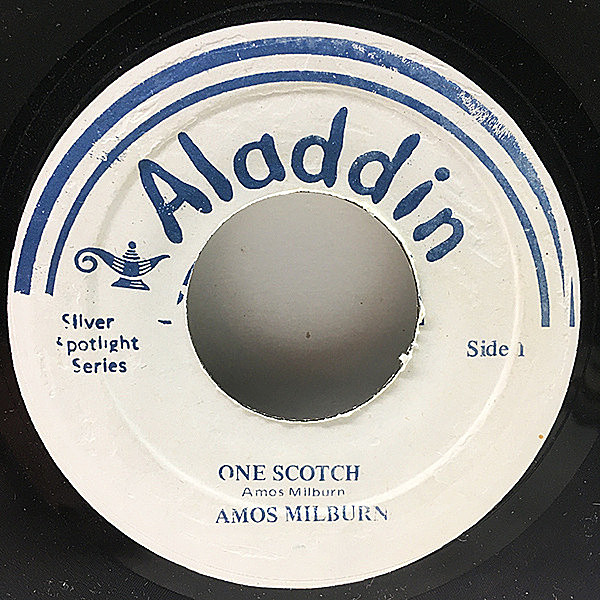 Aladdin
Silver
Spotlight
Series
Side 1
ONE SCOTCH
Amos Milburn
AMOS MILBURN